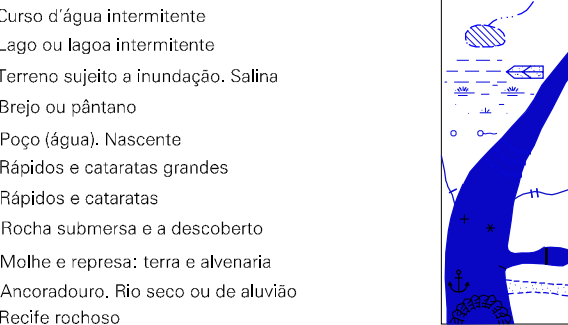 Curso d'água intermitente
Lago ou lagoa intermitente
Terreno sujeito a inundação. Salina
Brejo ou pântano
Poço (água). Nascente
Rápidos e cataratas grandes
Rápidos e cataratas
Rocha submersa e a descoberto
Molhe e represa: terra e alvenaria
Ancoradouro. Rio seco ou de aluvião
Recife rochoso